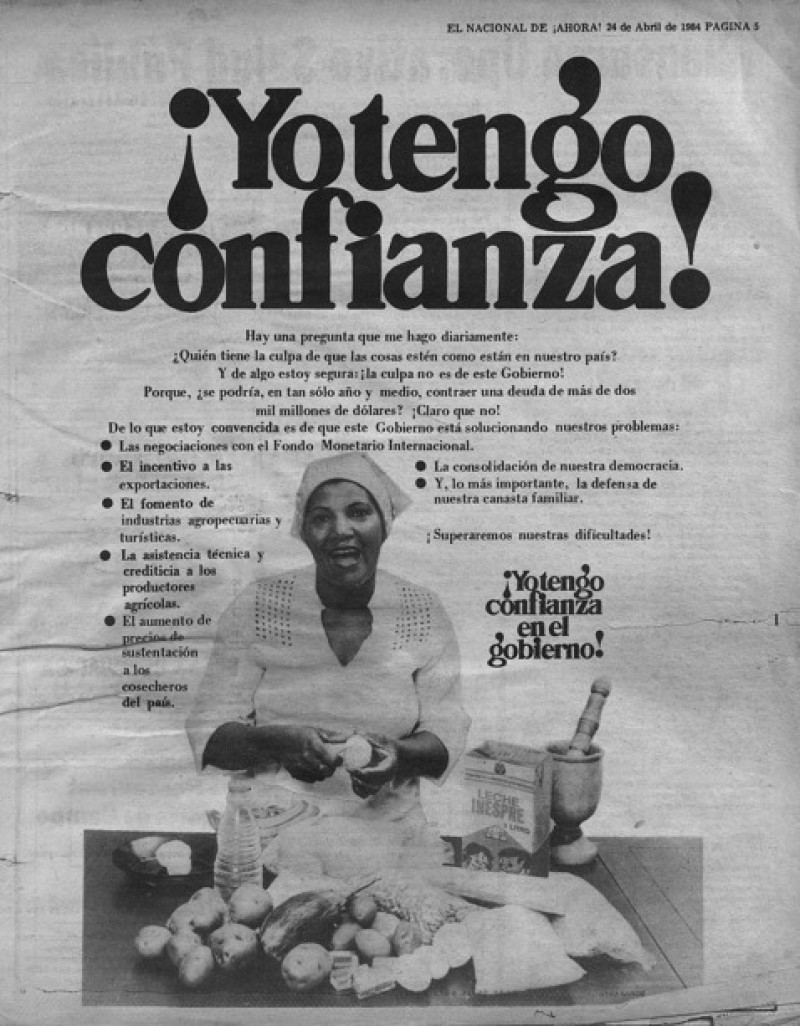 EL NACIONAL DE ¡AHORA! 24 de Abril de 1984 PAGINA 5
¡Yo tengo
confianza!
Hay una pregunta que me hago diariamente:
¿Quién tiene la culpa de que las cosas estén como están en nuestro país?
Y de algo estoy segura: ¡la culpa no es de este Gobierno!
Porque, ¿se podría, en tan sólo año y medio, contraer una deuda de más de dos
mil millones de dólares? ¡Claro que no!
De lo que estoy convencida es de que este Gobierno está solucionando nuestros problemas:
● Las negociaciones con el Fondo Monetario Internacional.
● El incentivo a las
exportaciones.
● El fomento de
industrias agropecuarias y
turísticas.
● La asistencia técnica y
crediticia a los
productores
agrícolas.
● El aumento de
precios de
sustentación
a los
cosecheros
del país.
● La consolidación de nuestra democracia.
● Y, lo más importante, la defensa de
nuestra canasta familiar.
¡Superaremos nuestras dificultades!
¡Yo tengo
confianza
en el
gobierno!
LECHE
INESPRE
1 LITRO